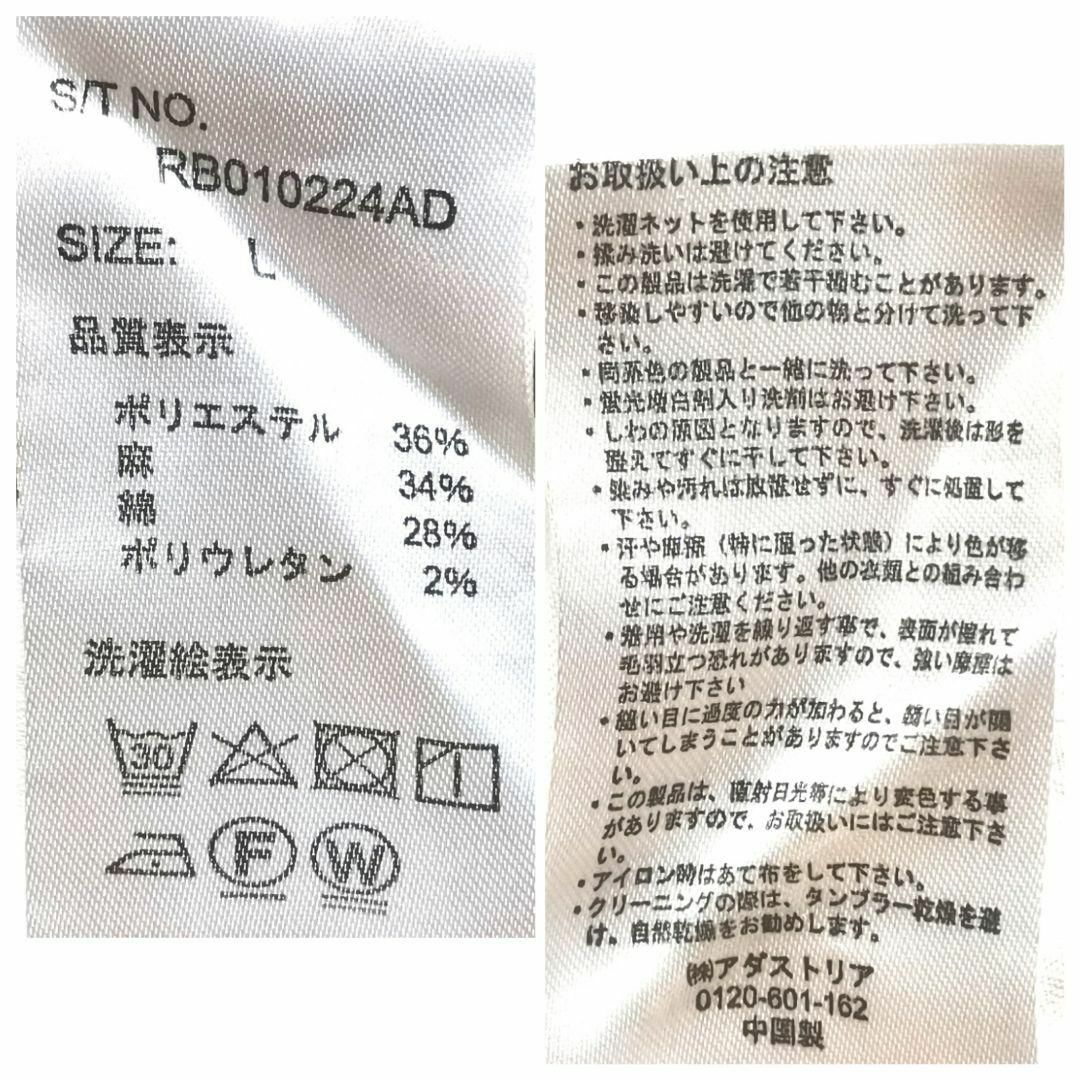 S/T NO.
RB010224AD
SIZE: L
品質表示
ポリエステル 36%
麻 34%
綿 28%
ポリウレタン 2%
洗濯絵表示
30
F W
お取扱い上の注意
・洗濯ネットを使用して下さい。
・揉み洗いは避けてください。
・この製品は洗濯で若干縮むことがあります。
・移染しやすいので他の物と分けて洗って下
さい。
・同系色の製品と一緒に洗って下さい。
・蛍光増白剤入り洗剤はお避け下さい。
・しわの原因となりますので、洗濯後は形を
整えてすぐに干して下さい。
・染みや汚れは放置せずに、すぐに処置して
下さい。
・汗や摩擦（特に湿った状態）により色が移
る場合があります。他の衣類との組み合わ
せにご注意ください。
・着用や洗濯を繰り返す事で、表面が擦れて
毛羽立つ恐れがありますので、強い摩擦は
お避け下さい
・縫い目に過度の力が加わると、縫い目が開
いてしまうことがありますのでご注意下さ
い。
・この製品は、直射日光等により変色する事
がありますので、お取扱いにはご注意下さ
い。
・アイロン時はあて布をして下さい。
・クリーニングの際は、タンブラー乾燥を避
け、自然乾燥をお勧めします。
㈱アダストリア
0120-601-162
中国製